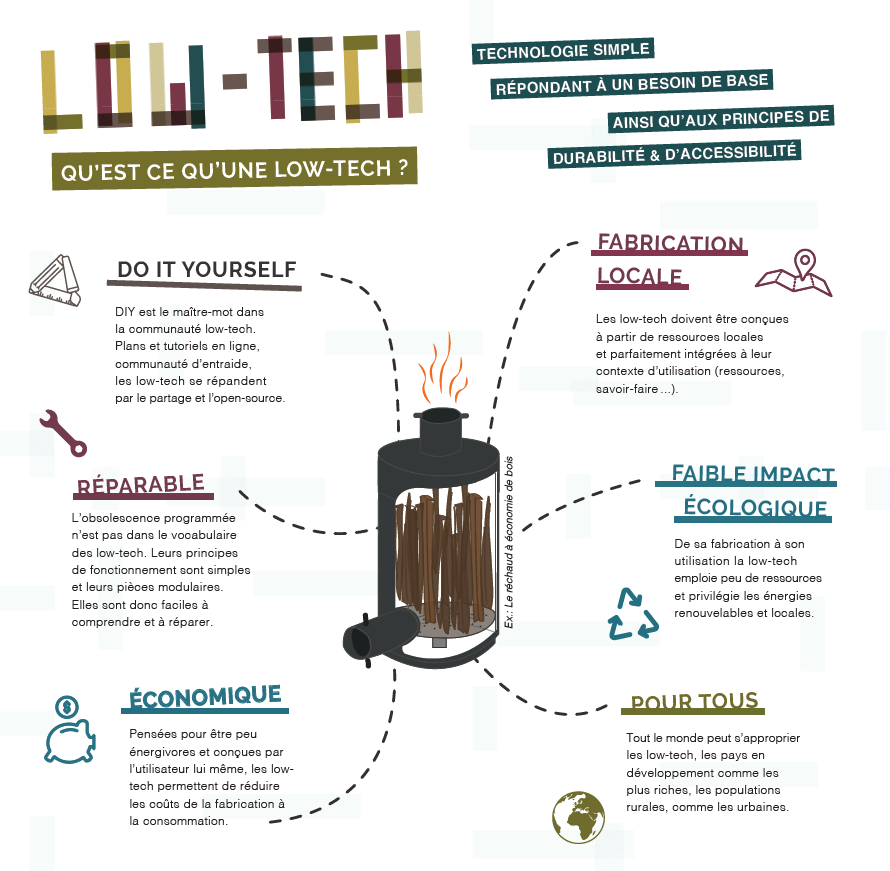 LOW-TECH
QU'EST CE QU'UNE LOW-TECH ?
TECHNOLOGIE SIMPLE
RÉPONDANT À UN BESOIN DE BASE
AINSI QU'AUX PRINCIPES DE
DURABILITÉ & D'ACCESSIBILITÉ
DO IT YOURSELF
DIY est le maître-mot dans
la communauté low-tech.
Plans et tutoriels en ligne,
communauté d'entraide,
les low-tech se répandent
par le partage et l'open-source.
FABRICATION
LOCALE
Les low-tech doivent être conçues
à partir de ressources locales
et parfaitement intégrées à leur
contexte d'utilisation (ressources,
savoir-faire ...).
RÉPARABLE
L'obsolescence programmée
n'est pas dans le vocabulaire
des low-tech. Leurs principes
de fonctionnement sont simples
et leurs pièces modulaires.
Elles sont donc faciles à
comprendre et à réparer.
Ex.: Le réchaud à économie de bois
FAIBLE IMPACT
ÉCOLOGIQUE
De sa fabrication à son
utilisation la low-tech
emploie peu de ressources
et privilégie les énergies
renouvelables et locales.
ÉCONOMIQUE
$
Pensées pour être peu
énergivores et conçues par
l'utilisateur lui même, les low-
tech permettent de réduire
les coûts de la fabrication à
la consommation.
POUR TOUS
Tout le monde peut s'approprier
les low-tech, les pays en
développement comme les
plus riches, les populations
rurales, comme les urbaines.